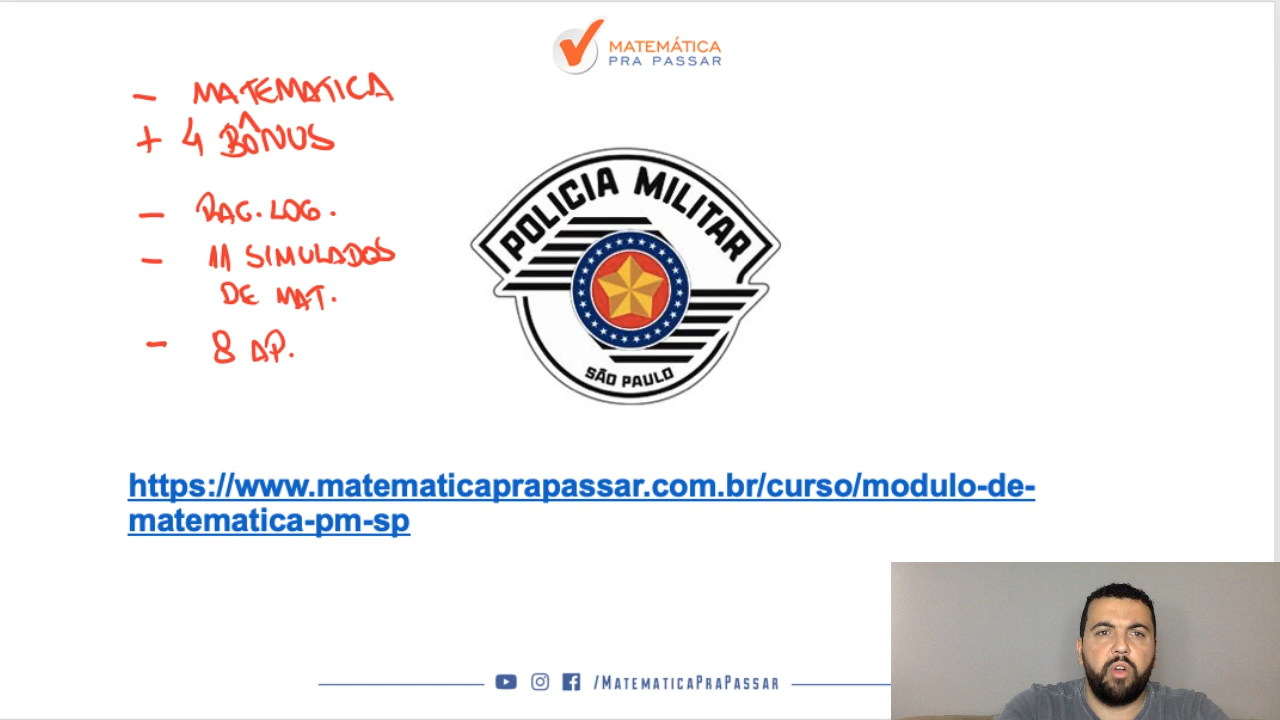 MATEMÁTICA
PRA PASSAR
- MATEMATICA
+ 4 BÔNUS
- RAC. LOG.
- 11 SIMULADOS
DE MAT.
- 8 AP.
POLICIA MILITAR
SÃO PAULO
https://www.matematicaprapassar.com.br/curso/modulo-de-
matematica-pm-sp
/MATEMATICAPRAPASSAR